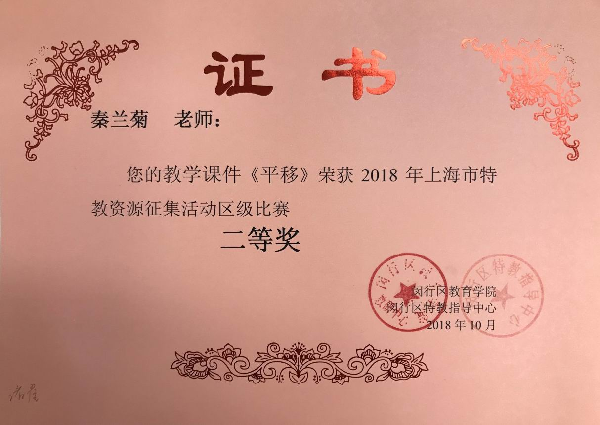 证书
秦兰菊 老师：
您的教学课件《平移》荣获 2018 年上海市特
教资源征集活动区级比赛
二等奖
闵行区教育学院
闵行区特教指导中心
2018 年 10 月